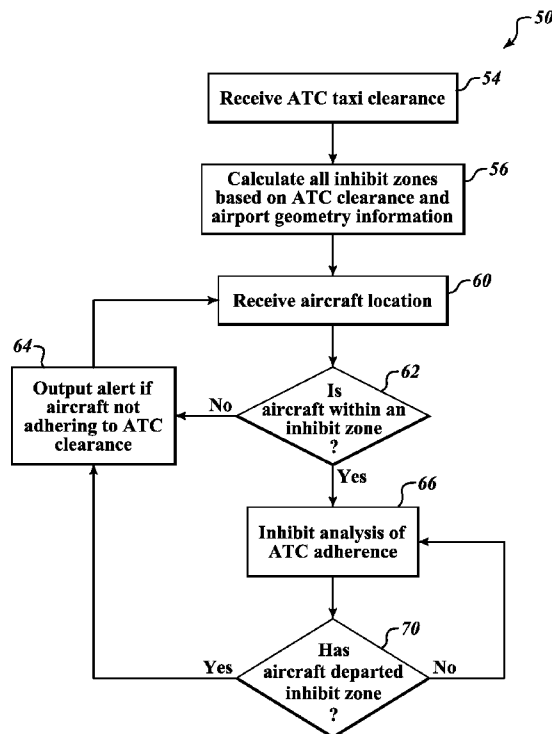 50
54
Receive ATC taxi clearance
56
Calculate all inhibit zones
based on ATC clearance and
airport geometry information
60
Receive aircraft location
64
Output alert if
aircraft not
adhering to ATC
clearance
62
Is
aircraft within an
inhibit zone
?
No
Yes
66
Inhibit analysis of
ATC adherence
70
Has
aircraft departed
inhibit zone
?
Yes
No